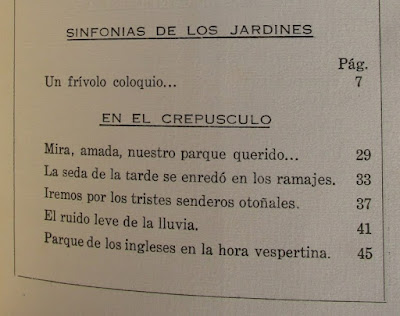 SINFONIAS DE LOS JARDINES
Pág.
Un frívolo coloquio... 7
EN EL CREPUSCULO
Mira, amada, nuestro parque querido... 29
La seda de la tarde se enredó en los ramajes. 33
Iremos por los tristes senderos otoñales. 37
El ruido leve de la lluvia. 41
Parque de los ingleses en la hora vespertina. 45